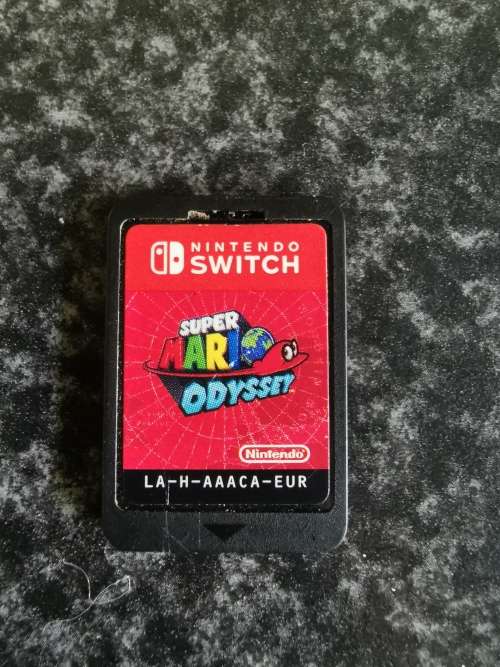 NINTENDO
SWITCH
SUPER
MARIO
ODYSSEY
Nintendo
LA-H-AAACA-EUR